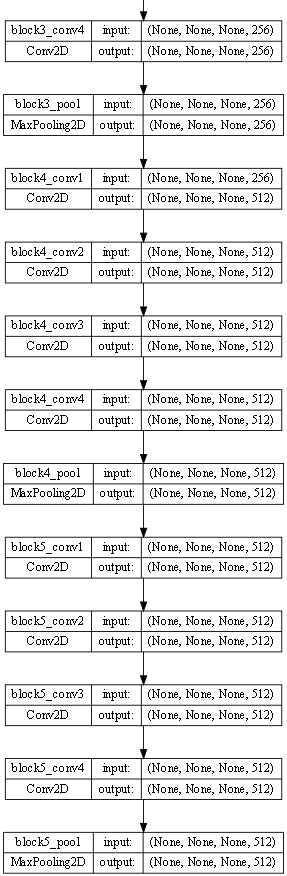 block3_conv4 input: (None, None, None, 256)
Conv2D output: (None, None, None, 256)
block3_pool input: (None, None, None, 256)
MaxPooling2D output: (None, None, None, 256)
block4_conv1 input: (None, None, None, 256)
Conv2D output: (None, None, None, 512)
block4_conv2 input: (None, None, None, 512)
Conv2D output: (None, None, None, 512)
block4_conv3 input: (None, None, None, 512)
Conv2D output: (None, None, None, 512)
block4_conv4 input: (None, None, None, 512)
Conv2D output: (None, None, None, 512)
block4_pool input: (None, None, None, 512)
MaxPooling2D output: (None, None, None, 512)
block5_conv1 input: (None, None, None, 512)
Conv2D output: (None, None, None, 512)
block5_conv2 input: (None, None, None, 512)
Conv2D output: (None, None, None, 512)
block5_conv3 input: (None, None, None, 512)
Conv2D output: (None, None, None, 512)
block5_conv4 input: (None, None, None, 512)
Conv2D output: (None, None, None, 512)
block5_pool input: (None, None, None, 512)
MaxPooling2D output: (None, None, None, 512)